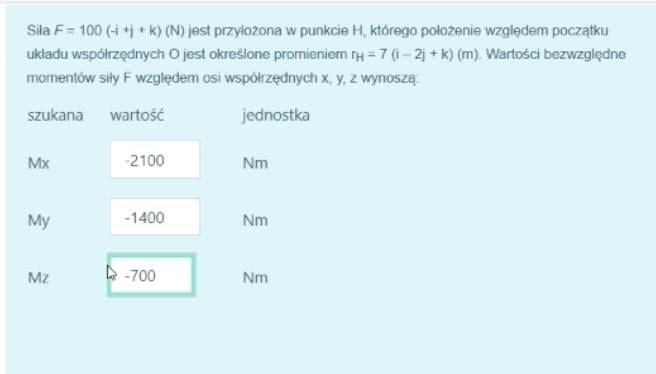 Siła F = 100 (-i +j + k) (N) jest przyłożona w punkcie H, którego położenie względem początku
układu współrzędnych O jest określone promieniem rH = 7 (i – 2j + k) (m). Wartości bezwzględne
momentów siły F względem osi współrzędnych x, y, z wynoszą:
szukana wartość jednostka
Mx -2100 Nm
My -1400 Nm
Mz -700 Nm